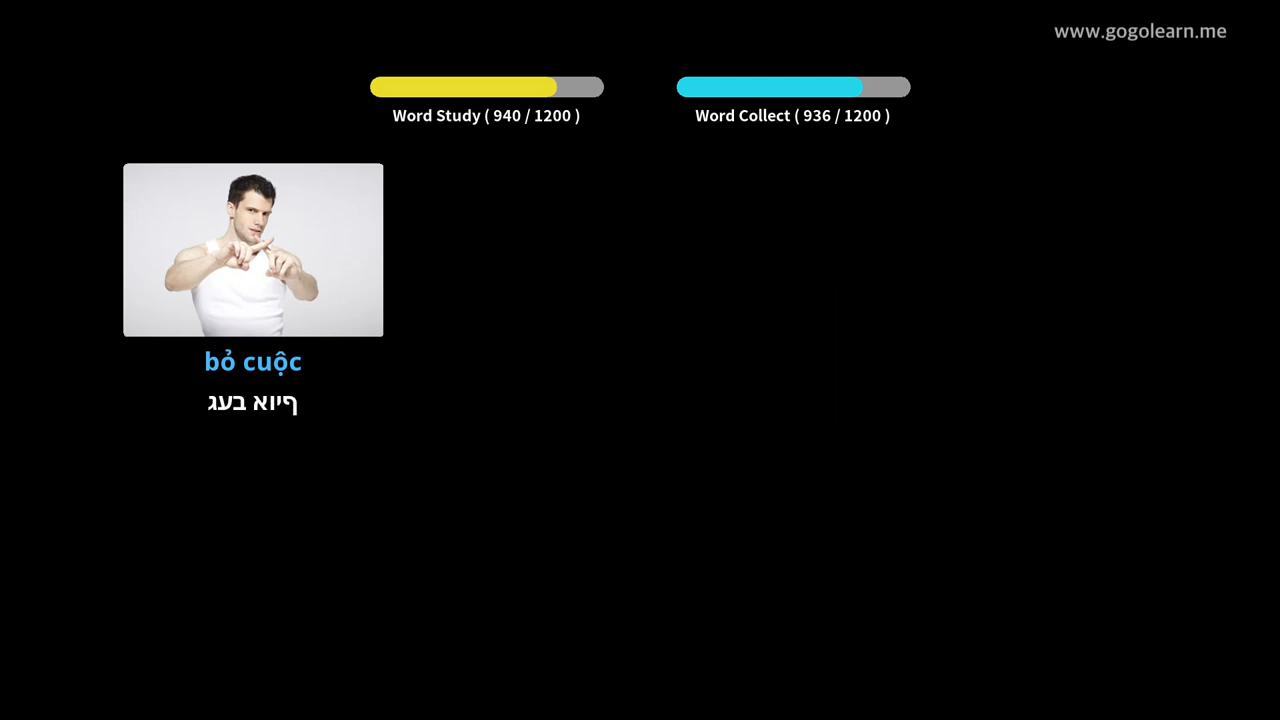 www.gogolearn.me
Word Study ( 940 / 1200 )
Word Collect ( 936 / 1200 )
bỏ cuộc
ףיוא בעג